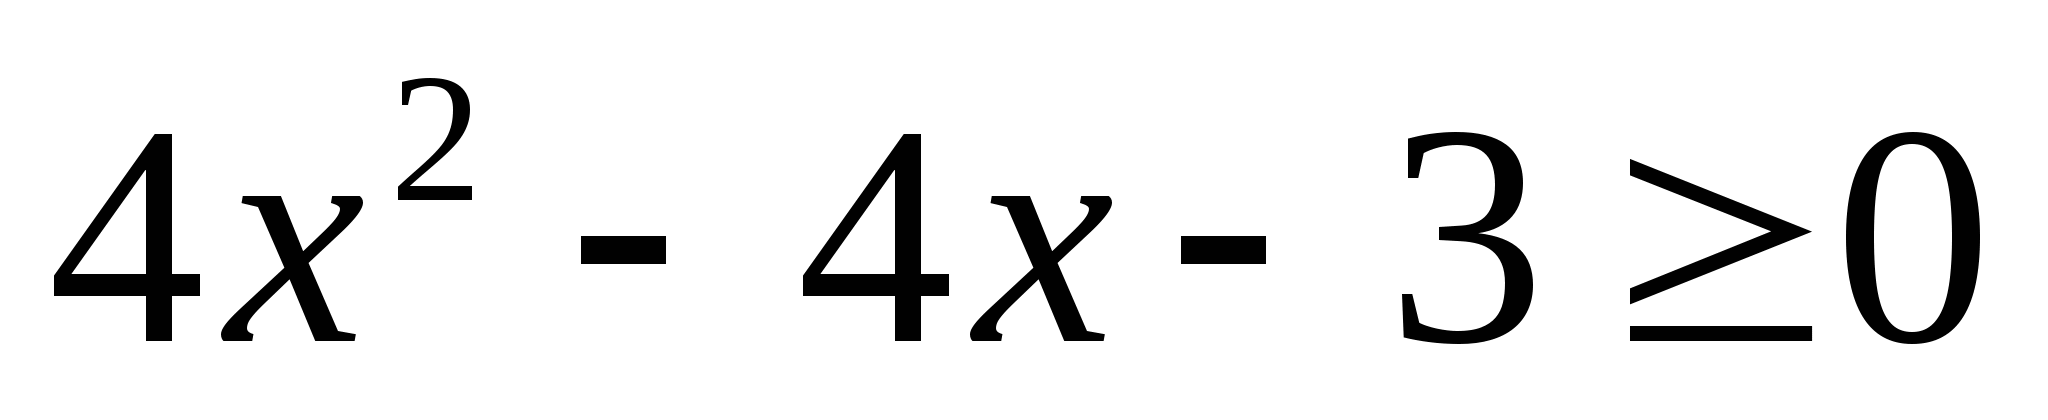 4x² - 4x - 3 ≥0